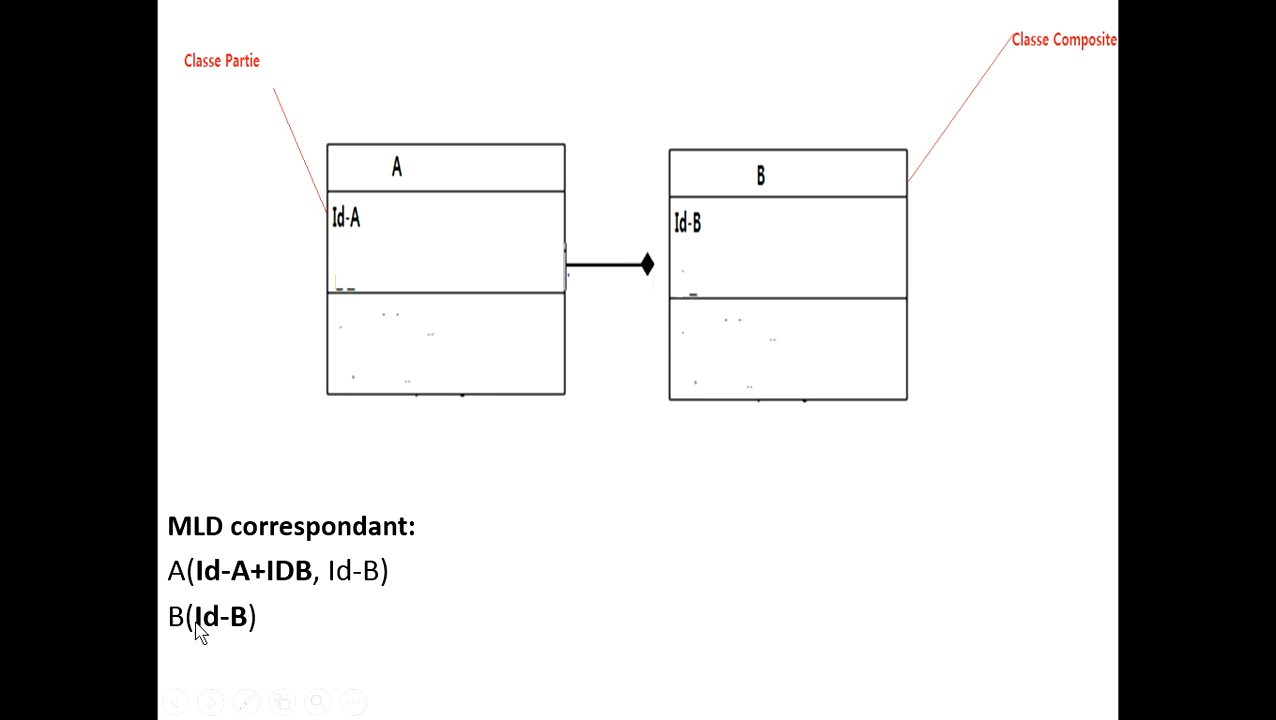 Classe Composite
Classe Partie
A
B
Id-A
Id-B
MLD correspondant:
A(Id-A+IDB, Id-B)
B(Id-B)